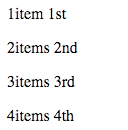 1item 1st
2items 2nd
3items 3rd
4items 4th